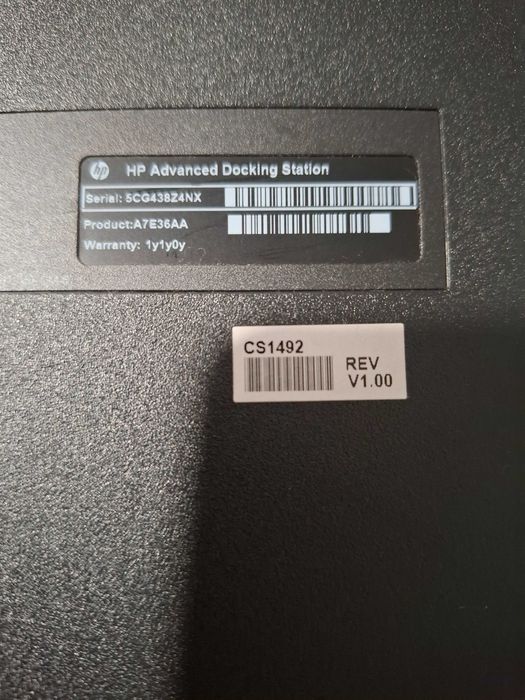 hp HP Advanced Docking Station
Serial: 5CG438Z4NX
Product:A7E36AA
Warranty: 1y1y0y
CS1492
REV
V1.00